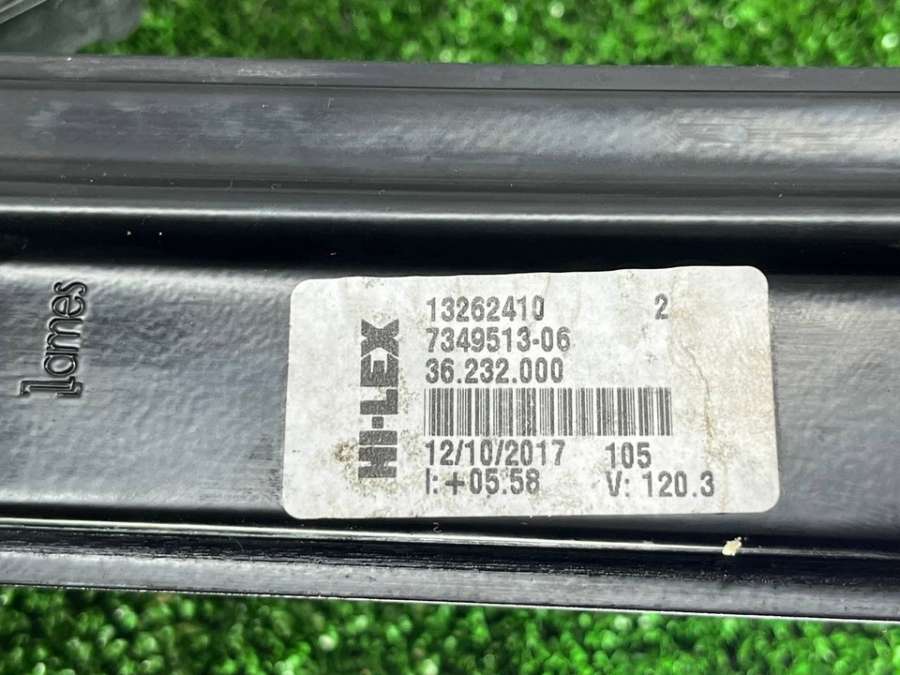 lames
HI-LEX
13262410 2
7349513-06
36.232.000
12/10/2017 105
I: +05.58 V: 120.3